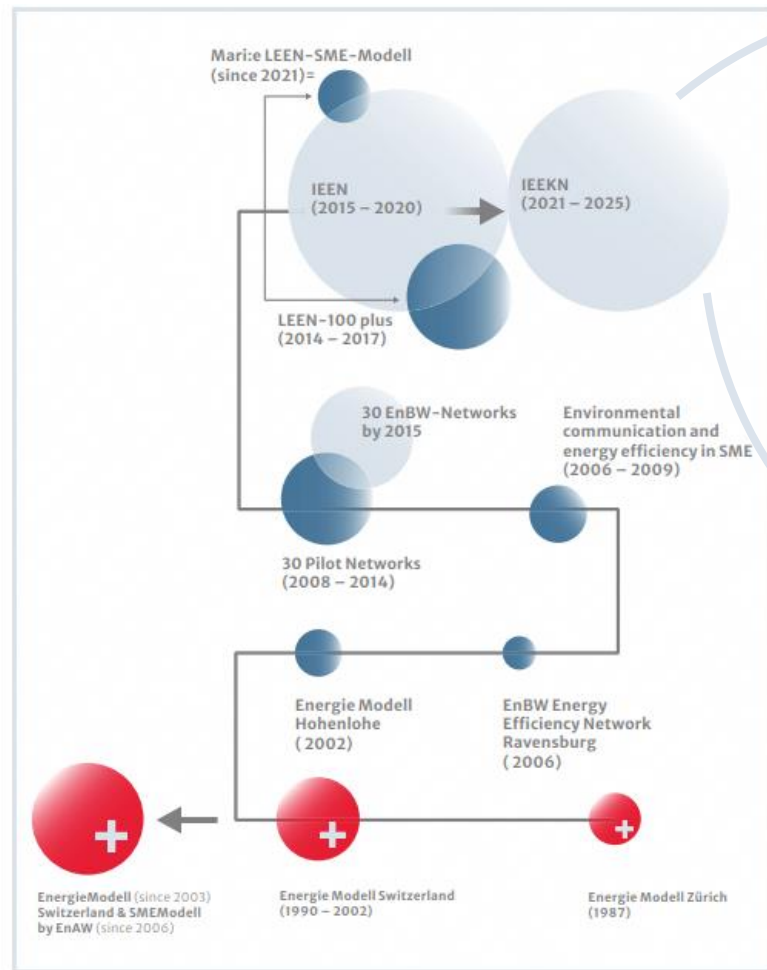 Mari:e LEEN-SME-Modell
(since 2021)=
IEEN
(2015 – 2020)
IEEKN
(2021 – 2025)
LEEN-100 plus
(2014 – 2017)
30 EnBW-Networks
by 2015
Environmental
communication and
energy efficiency in SME
(2006 – 2009)
30 Pilot Networks
(2008 – 2014)
Energie Modell
Hohenlohe
( 2002)
EnBW Energy
Efficiency Network
Ravensburg
( 2006)
EnergieModell (since 2003)
Switzerland & SMEModell
by EnAW (since 2006)
Energie Modell Switzerland
(1990 – 2002)
Energie Modell Zürich
(1987)